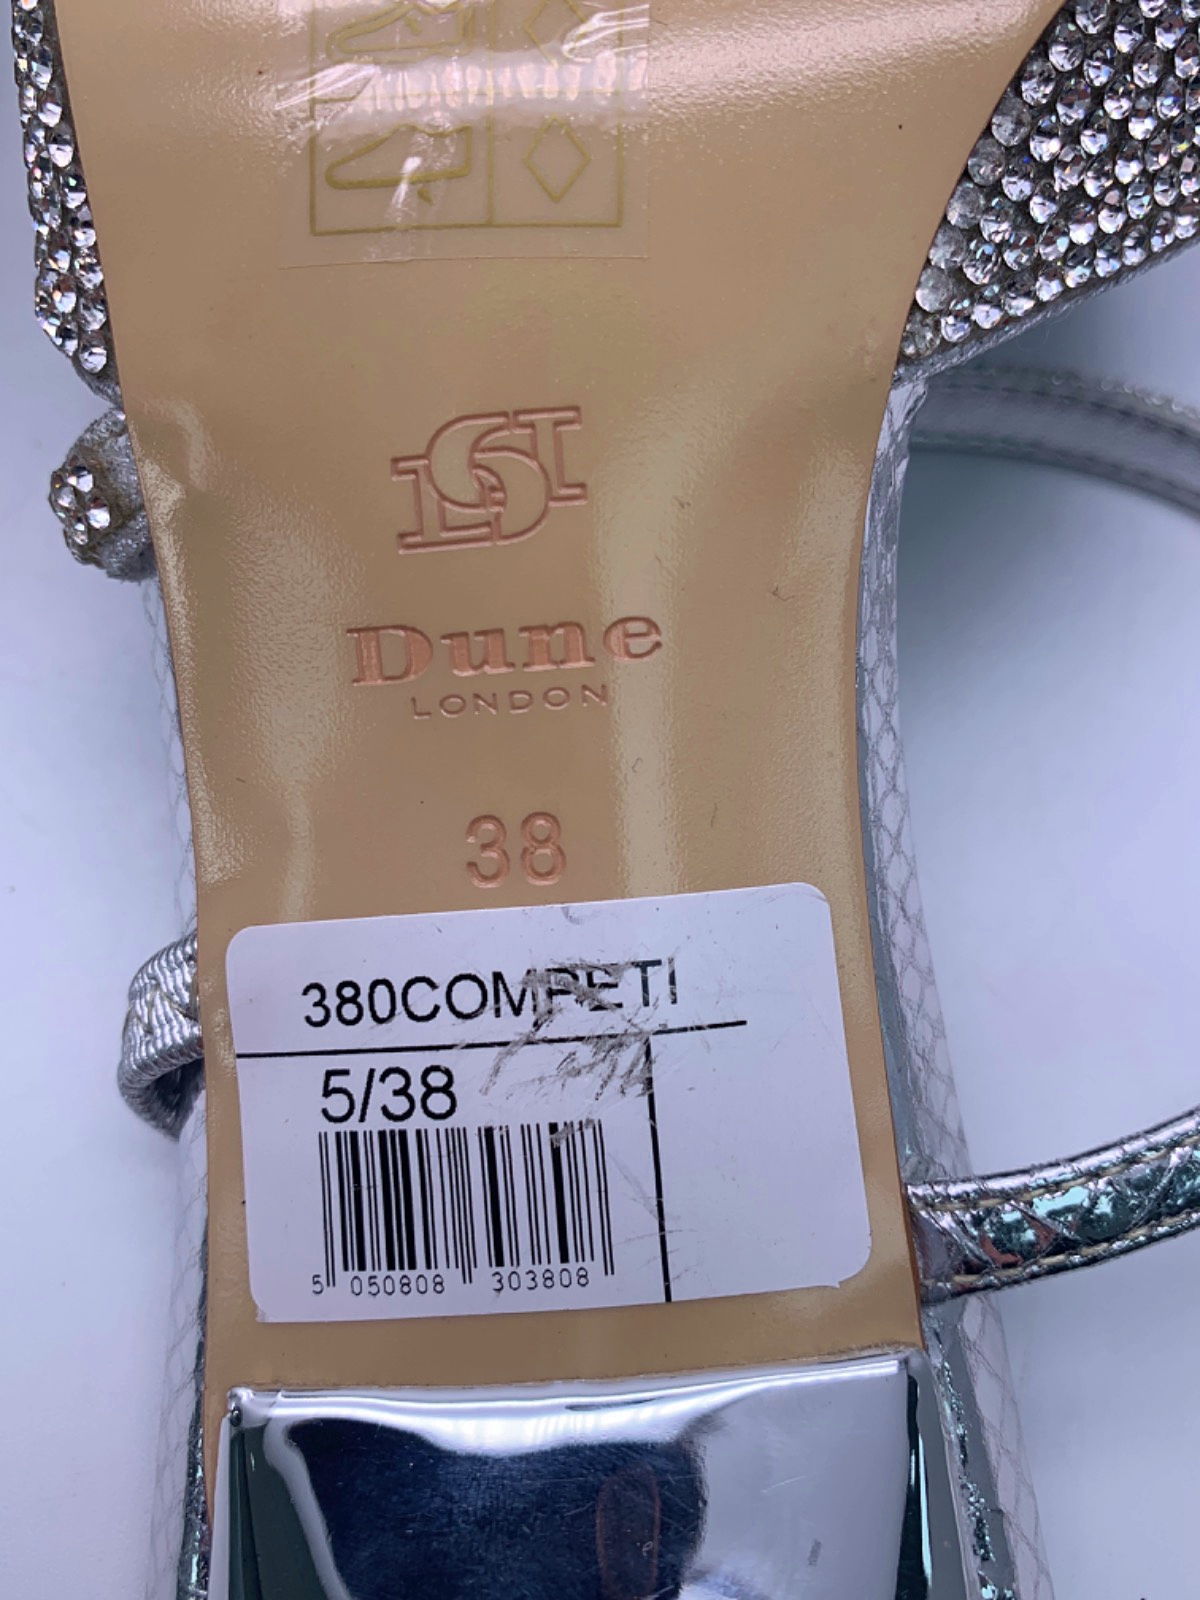 Dune
LONDON
38
380COMPETI
5/38
5 050808 303808